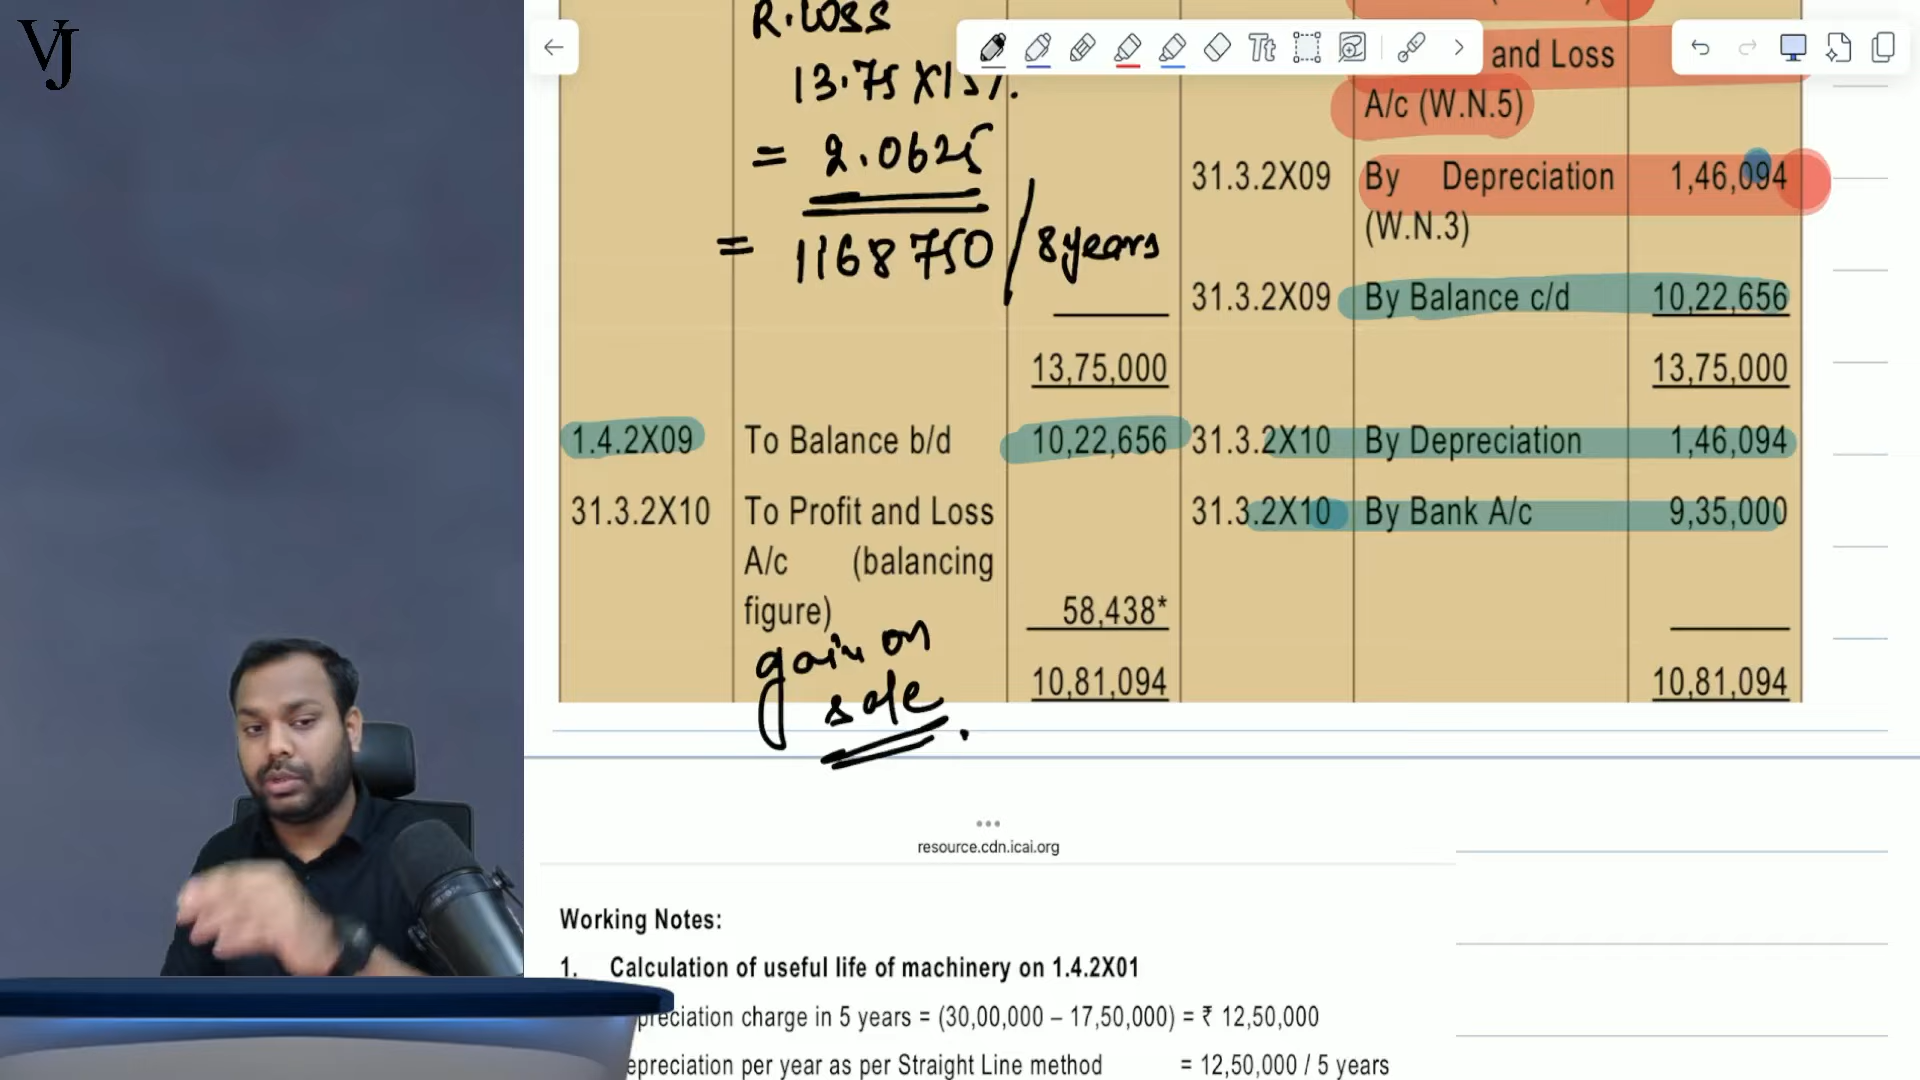 VJ
R. Loss
13.75 X 15%.
= 2.0625
= 1168750 / 8 years
and Loss
A/c (W.N.5)
31.3.2X09 By Depreciation 1,46,094
(W.N.3)
31.3.2X09 By Balance c/d 10,22,656
13,75,000 13,75,000
1.4.2X09 To Balance b/d 10,22,656 31.3.2X10 By Depreciation 1,46,094
31.3.2X10 To Profit and Loss 31.3.2X10 By Bank A/c 9,35,000
A/c (balancing
figure) 58,438*
gain on
sale.
10,81,094 10,81,094
resource.cdn.icai.org
Working Notes:
1. Calculation of useful life of machinery on 1.4.2X01
preciation charge in 5 years = (30,00,000 – 17,50,000) = ₹ 12,50,000
epreciation per year as per Straight Line method = 12,50,000 / 5 years